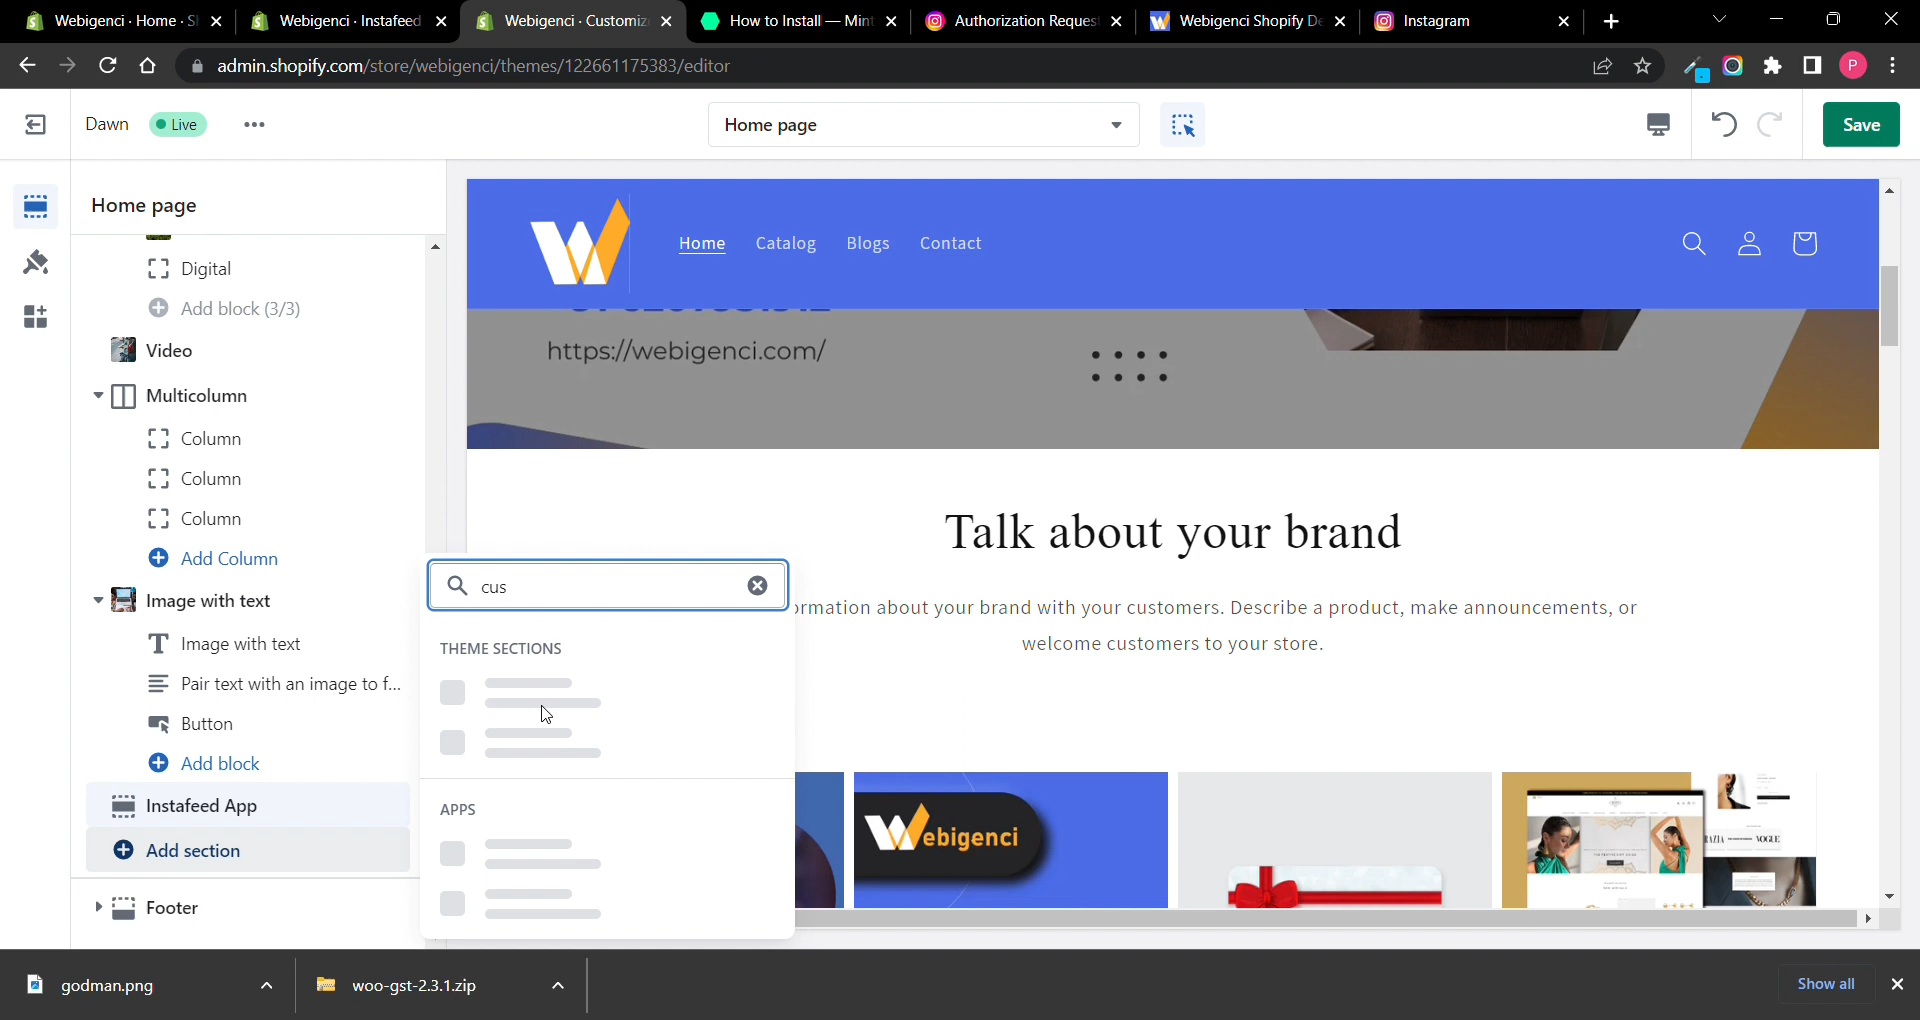 Webigenci · Home · S
Webigenci · Instafeed
Webigenci · Customiz
How to Install — Min
Authorization Reques
Webigenci Shopify De
Instagram
admin.shopify.com/store/webigenci/themes/122661175383/editor
P
Dawn
Live
Home page
Save
Home page
Digital
Add block (3/3)
Video
Multicolumn
Column
Column
Column
Add Column
Image with text
Image with text
Pair text with an image to f...
Button
Add block
Instafeed App
Add section
Footer
cus
THEME SECTIONS
APPS
Home
Catalog
Blogs
Contact
https://webigenci.com/
Talk about your brand
ormation about your brand with your customers. Describe a product, make announcements, or
welcome customers to your store.
Webigenci
RAZIA
VOGUE
godman.png
woo-gst-2.3.1.zip
Show all